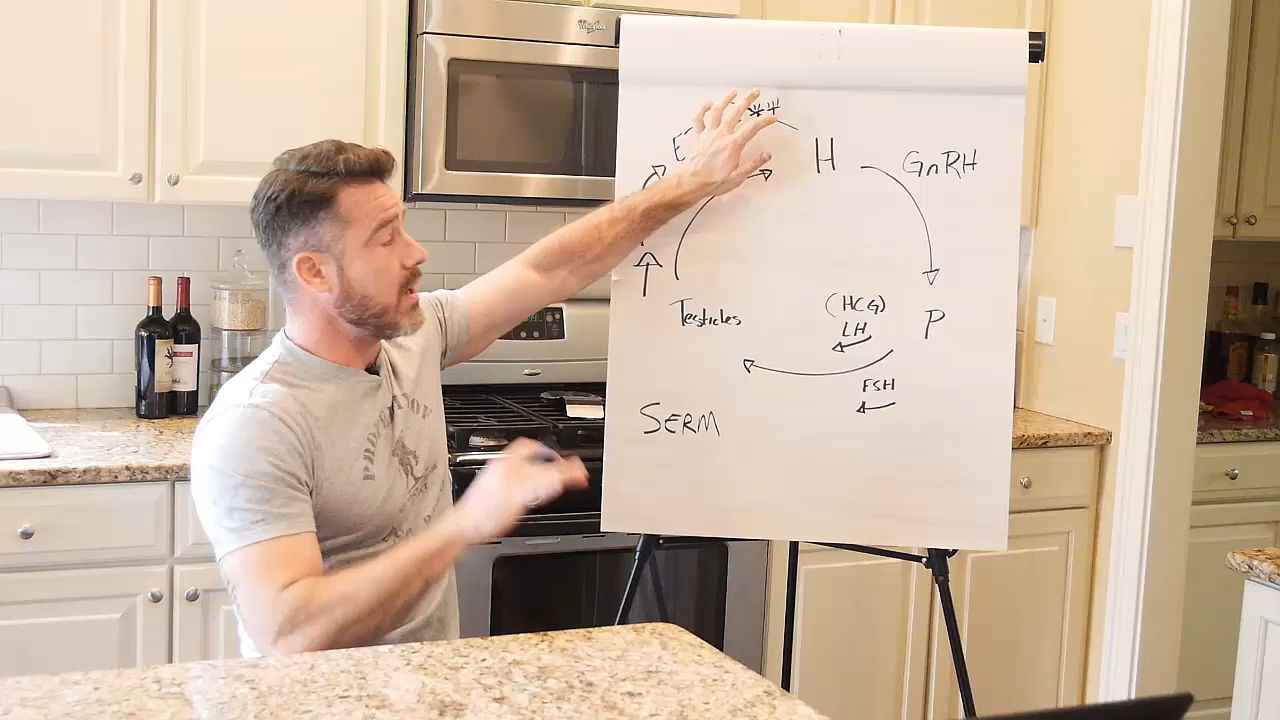 E
H
GnRH
Testicles
(HCG)
LH
P
FSH
SERM